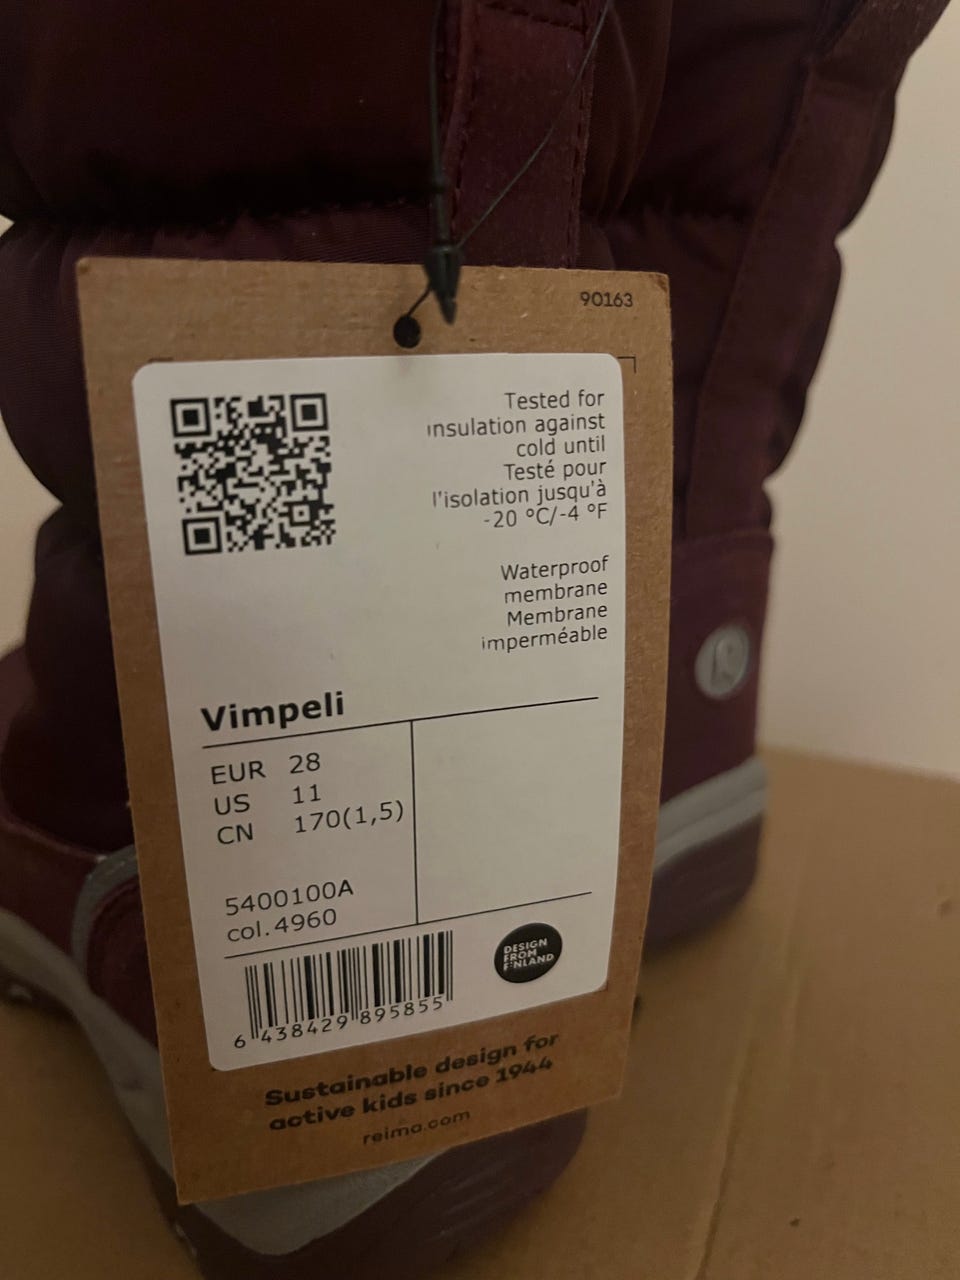 90163
Tested for
insulation against
cold until
Testé pour
l'isolation jusqu'à
-20 °C/-4 °F
Waterproof
membrane
Membrane
imperméable
Vimpeli
EUR 28
US 11
CN 170(1,5)
5400100A
col.4960
DESIGN
FROM
FINLAND
6 438429 895855
Sustainable design for
active kids since 1944
reima.com
R